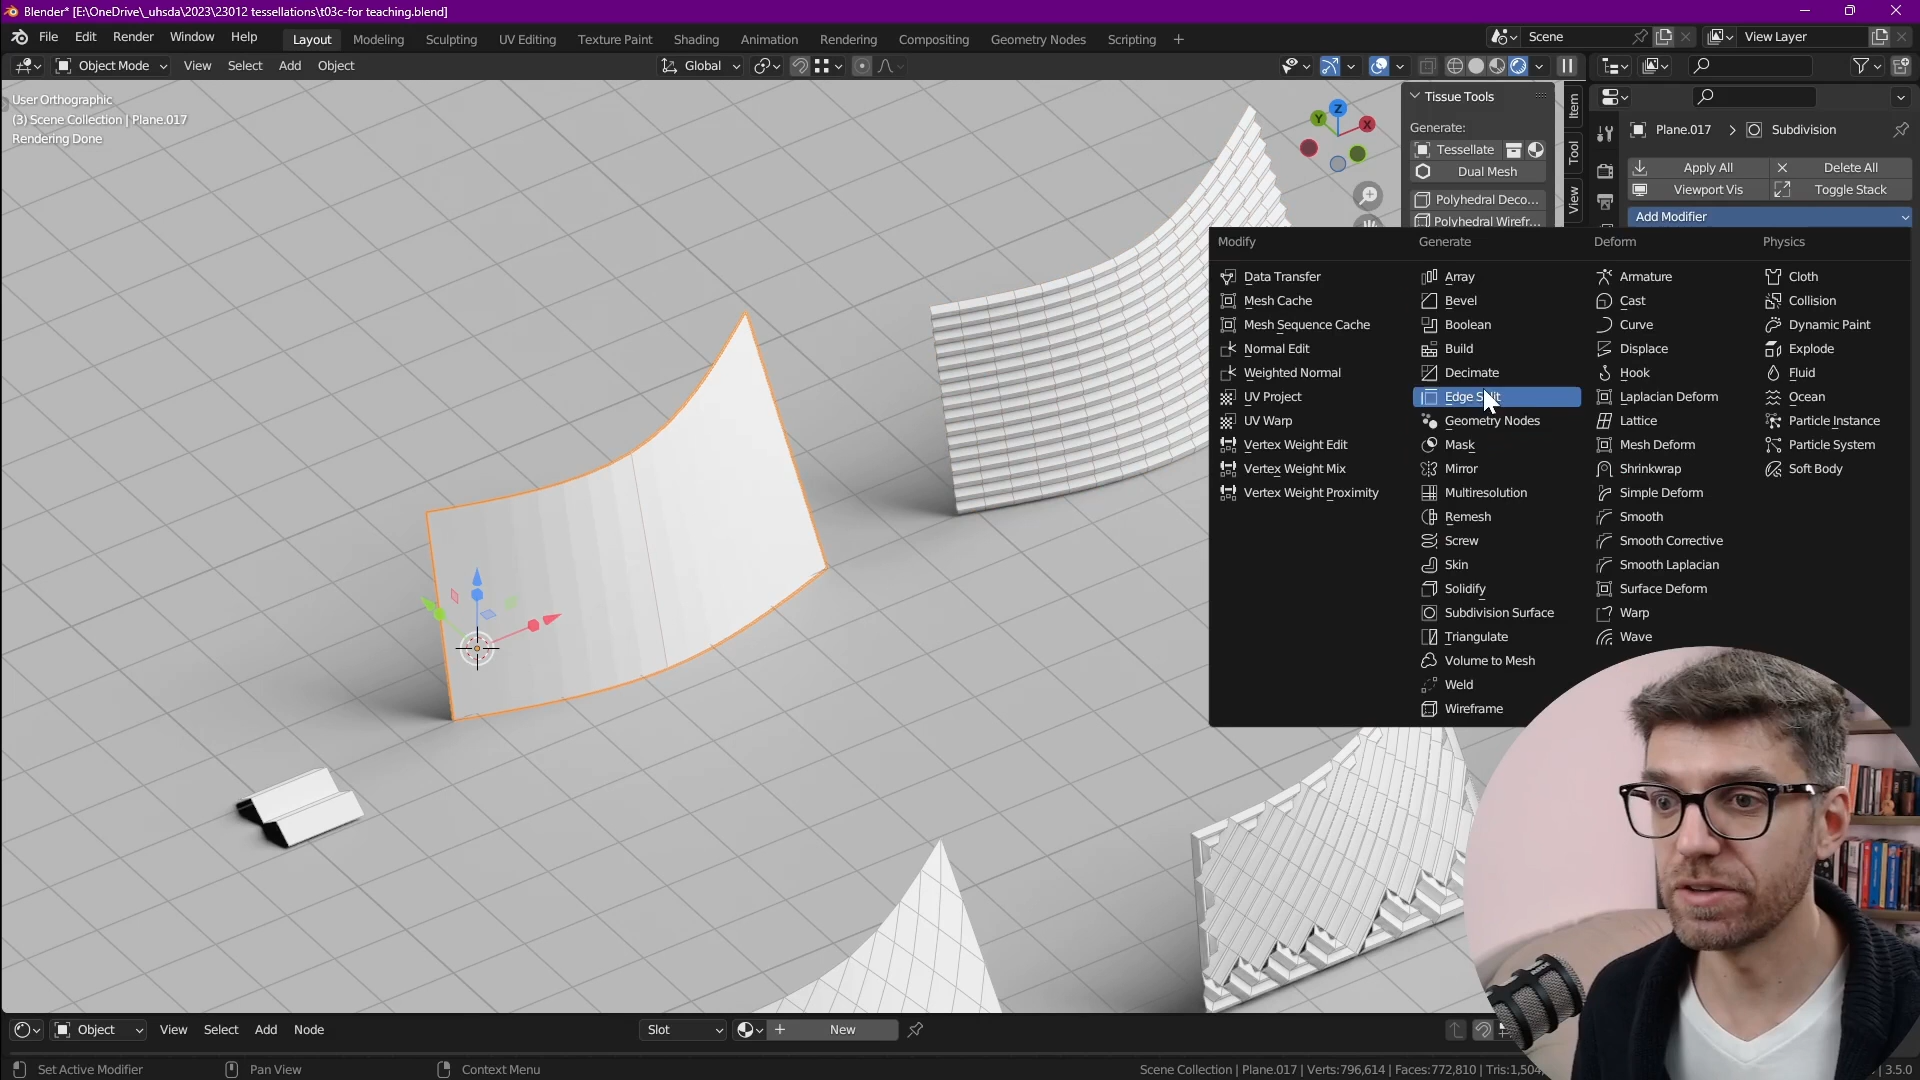 Blender* [E:\OneDrive\_uhsda\2023\23012 tessellations\t03c-for teaching.blend]
File Edit Render Window Help Layout Modeling Sculpting UV Editing Texture Paint Shading Animation Rendering Compositing Geometry Nodes Scripting + Scene View Layer
Object Mode View Select Add Object Global
User Orthographic
(3) Scene Collection | Plane.017
Rendering Done
Z
Y
X
Tissue Tools
Generate:
Tessellate
Dual Mesh
Polyhedral Deco...
Polyhedral Wirefr...
Item
Tool
View
Plane.017 > Subdivision
Apply All Delete All
Viewport Vis Toggle Stack
Add Modifier
Modify Generate Deform Physics
Data Transfer Array Armature Cloth
Mesh Cache Bevel Cast Collision
Mesh Sequence Cache Boolean Curve Dynamic Paint
Normal Edit Build Displace Explode
Weighted Normal Decimate Hook Fluid
UV Project Edge Split Laplacian Deform Ocean
UV Warp Geometry Nodes Lattice Particle Instance
Vertex Weight Edit Mask Mesh Deform Particle System
Vertex Weight Mix Mirror Shrinkwrap Soft Body
Vertex Weight Proximity Multiresolution Simple Deform
Remesh Smooth
Screw Smooth Corrective
Skin Smooth Laplacian
Solidify Surface Deform
Subdivision Surface Warp
Triangulate Wave
Volume to Mesh
Weld
Wireframe
Object View Select Add Node Slot + New
Set Active Modifier Pan View Context Menu Scene Collection | Plane.017 | Verts:796,614 | Faces:772,810 | Tris:1,504, | 3.5.0